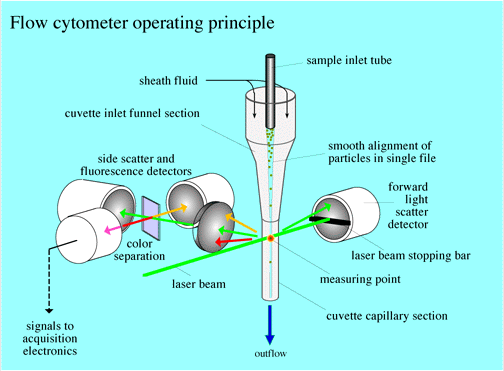 Flow cytometer operating principle
sample inlet tube
sheath fluid
cuvette inlet funnel section
smooth alignment of
particles in single file
side scatter and
fluorescence detectors
forward
light
scatter
detector
color
separation
laser beam stopping bar
laser beam
measuring point
cuvette capillary section
signals to
acquisition
electronics
outflow